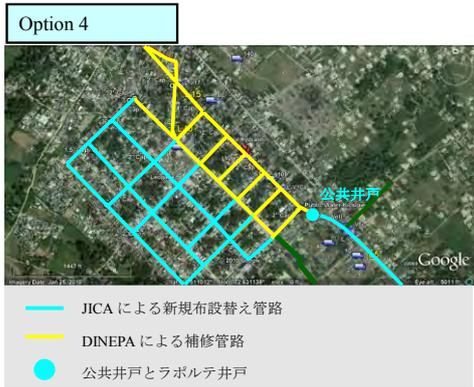 Option 4
公共井戸
Google
JICA による新規布設替え管路
DINEPA による補修管路
公共井戸とラポルテ井戸